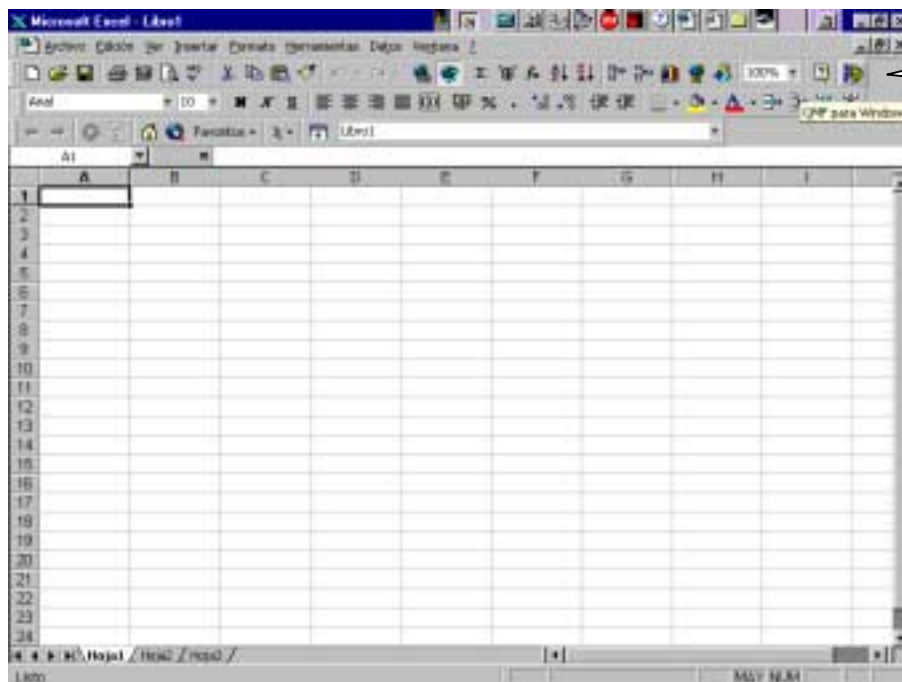 Microsoft Excel - Libro1
Archivo Edición Ver Insertar Formato Herramientas Datos Ventana ?
100%
Arial 10
QMF para Windows
Favoritos Libro1
A1 =
A B C D E F G H I
1
2
3
4
5
6
7
8
9
10
11
12
13
14
15
16
17
18
19
20
21
22
23
24
Hoja1 Hoja2 Hoja3
Listo MAY NUM